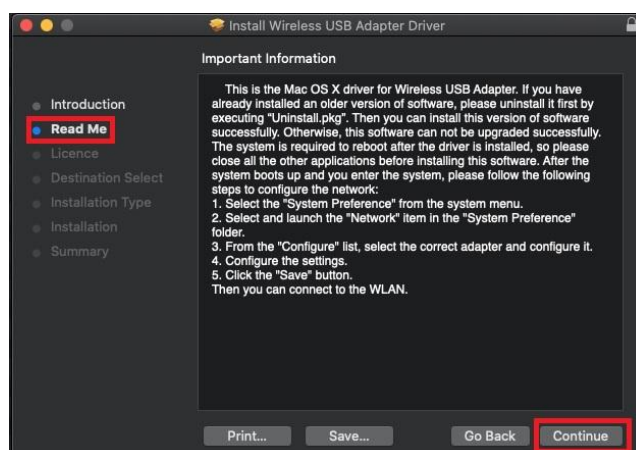 Install Wireless USB Adapter Driver
Important Information
Introduction
Read Me
Licence
Destination Select
Installation Type
Installation
Summary
This is the Mac OS X driver for Wireless USB Adapter. If you have
already installed an older version of software, please uninstall it first by
executing "Uninstall.pkg". Then you can install this version of software
successfully. Otherwise, this software can not be upgraded successfully.
The system is required to reboot after the driver is installed, so please
close all the other applications before installing this software. After the
system boots up and you enter the system, please follow the following
steps to configure the network:
1. Select the "System Preference" from the system menu.
2. Select and launch the "Network" item in the "System Preference"
folder.
3. From the "Configure" list, select the correct adapter and configure it.
4. Configure the settings.
5. Click the "Save" button.
Then you can connect to the WLAN.
Print...
Save...
Go Back
Continue